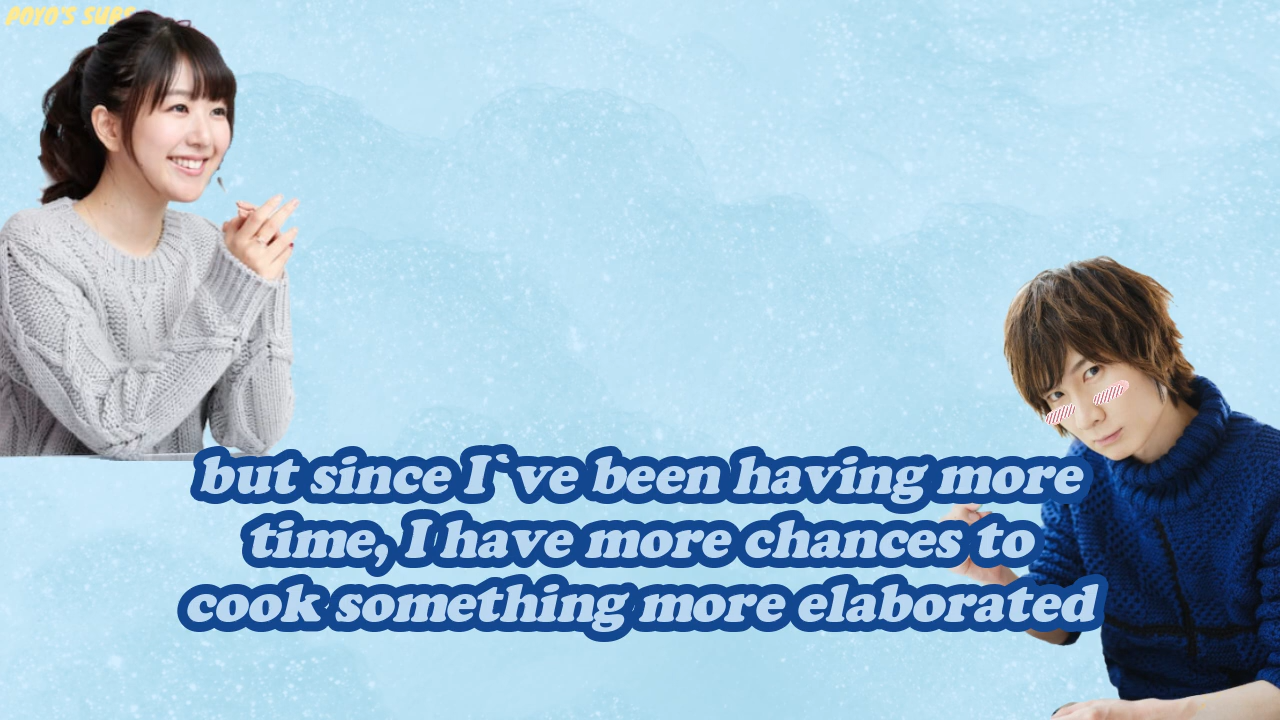 POYO'S SUBS
but since I`ve been having more
time, I have more chances to
cook something more elaborated